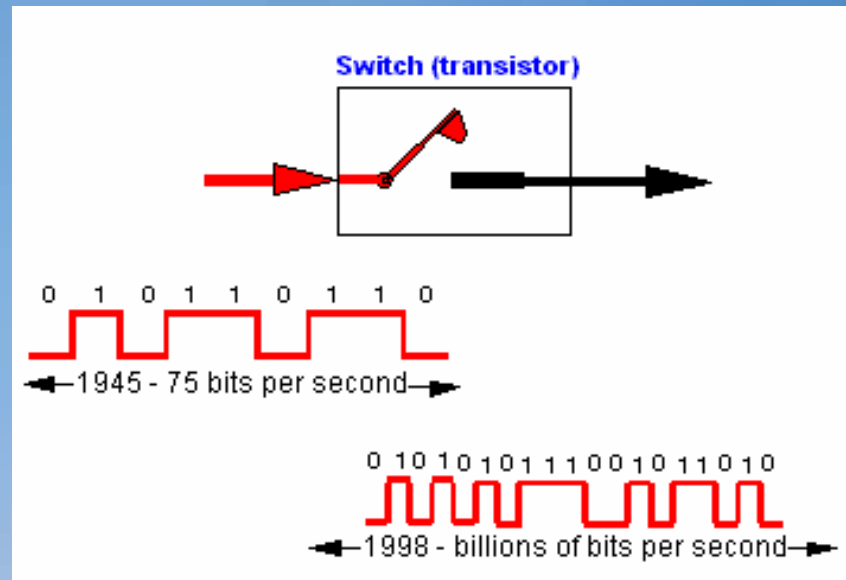 Switch (transistor)
0 1 0 1 1 0 1 1 0
1945 - 75 bits per second
0 1 0 1 0 1 0 1 1 1 0 0 1 0 1 1 0 1 0
1998 - billions of bits per second